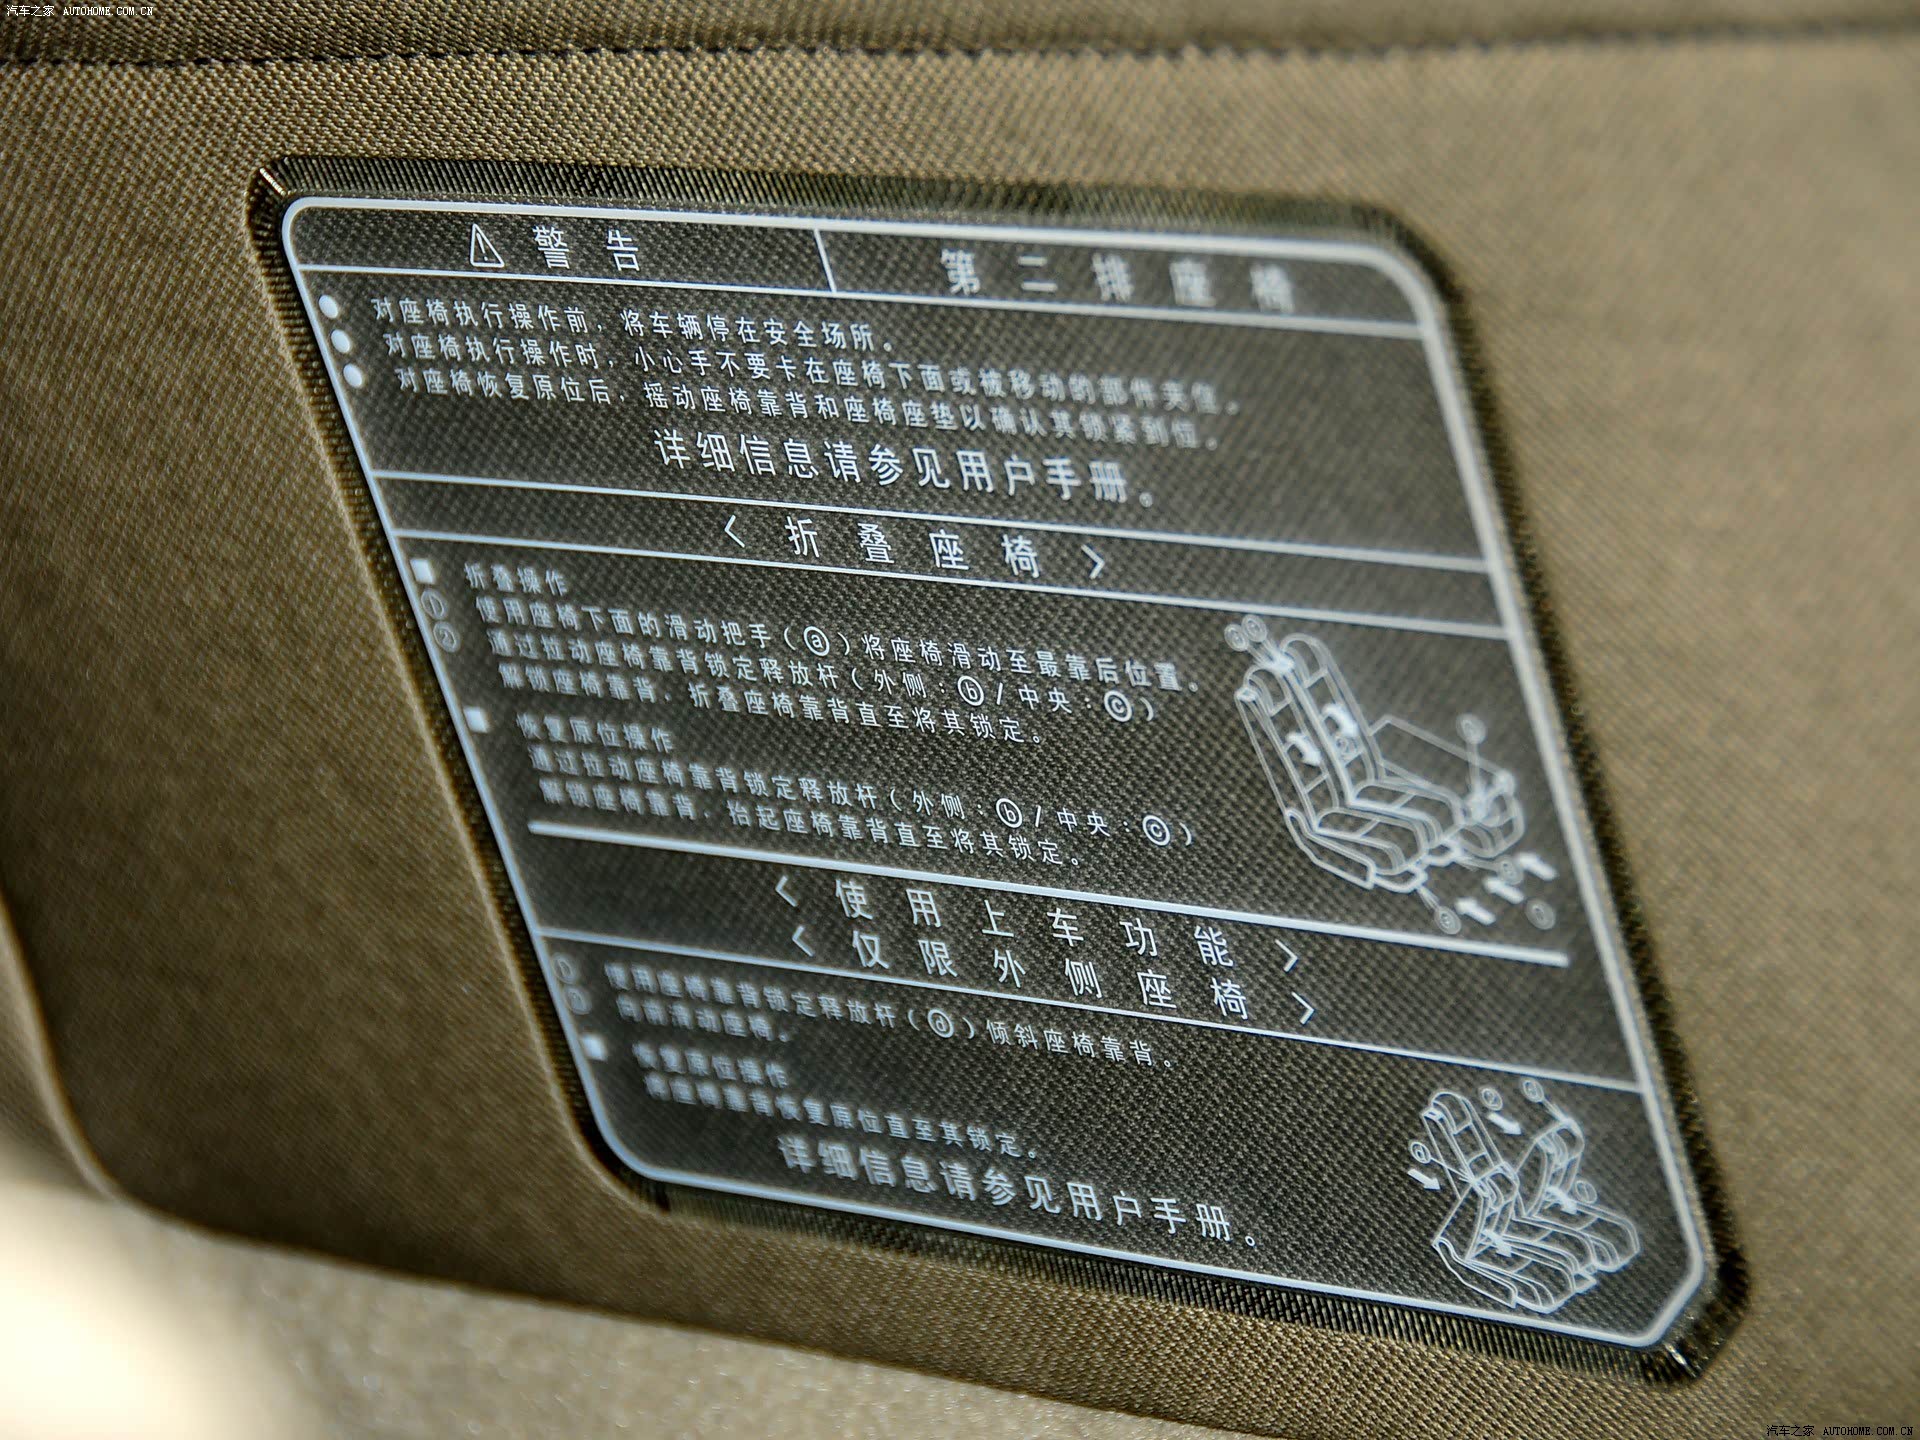 汽车之家 AUTOHOME.COM.CN
警告
第二排座椅
● 对座椅执行操作前，将车辆停在安全场所。
● 对座椅执行操作时，小心手不要卡在座椅下面或被移动的部件夹住。
● 对座椅恢复原位后，摇动座椅靠背和座椅座垫以确认其锁紧到位。
详细信息请参见用户手册。
< 折叠座椅 >
■ 折叠操作
① 使用座椅下面的滑动把手（ⓐ）将座椅滑动至最靠后位置。
② 通过拉动座椅靠背锁定释放杆（外侧：ⓑ/中央：ⓒ）
解锁座椅靠背，折叠座椅靠背直至将其锁定。
■ 恢复原位操作
通过拉动座椅靠背锁定释放杆（外侧：ⓑ/中央：ⓒ）
解锁座椅靠背，抬起座椅靠背直至将其锁定。
< 使用上车功能 >
< 仅限外侧座椅 >
① 使用座椅靠背锁定释放杆（ⓓ）倾斜座椅靠背。
② 向前滑动座椅。
■ 恢复原位操作
将座椅靠背恢复原位直至其锁定。
详细信息请参见用户手册。
汽车之家 AUTOHOME.COM.CN